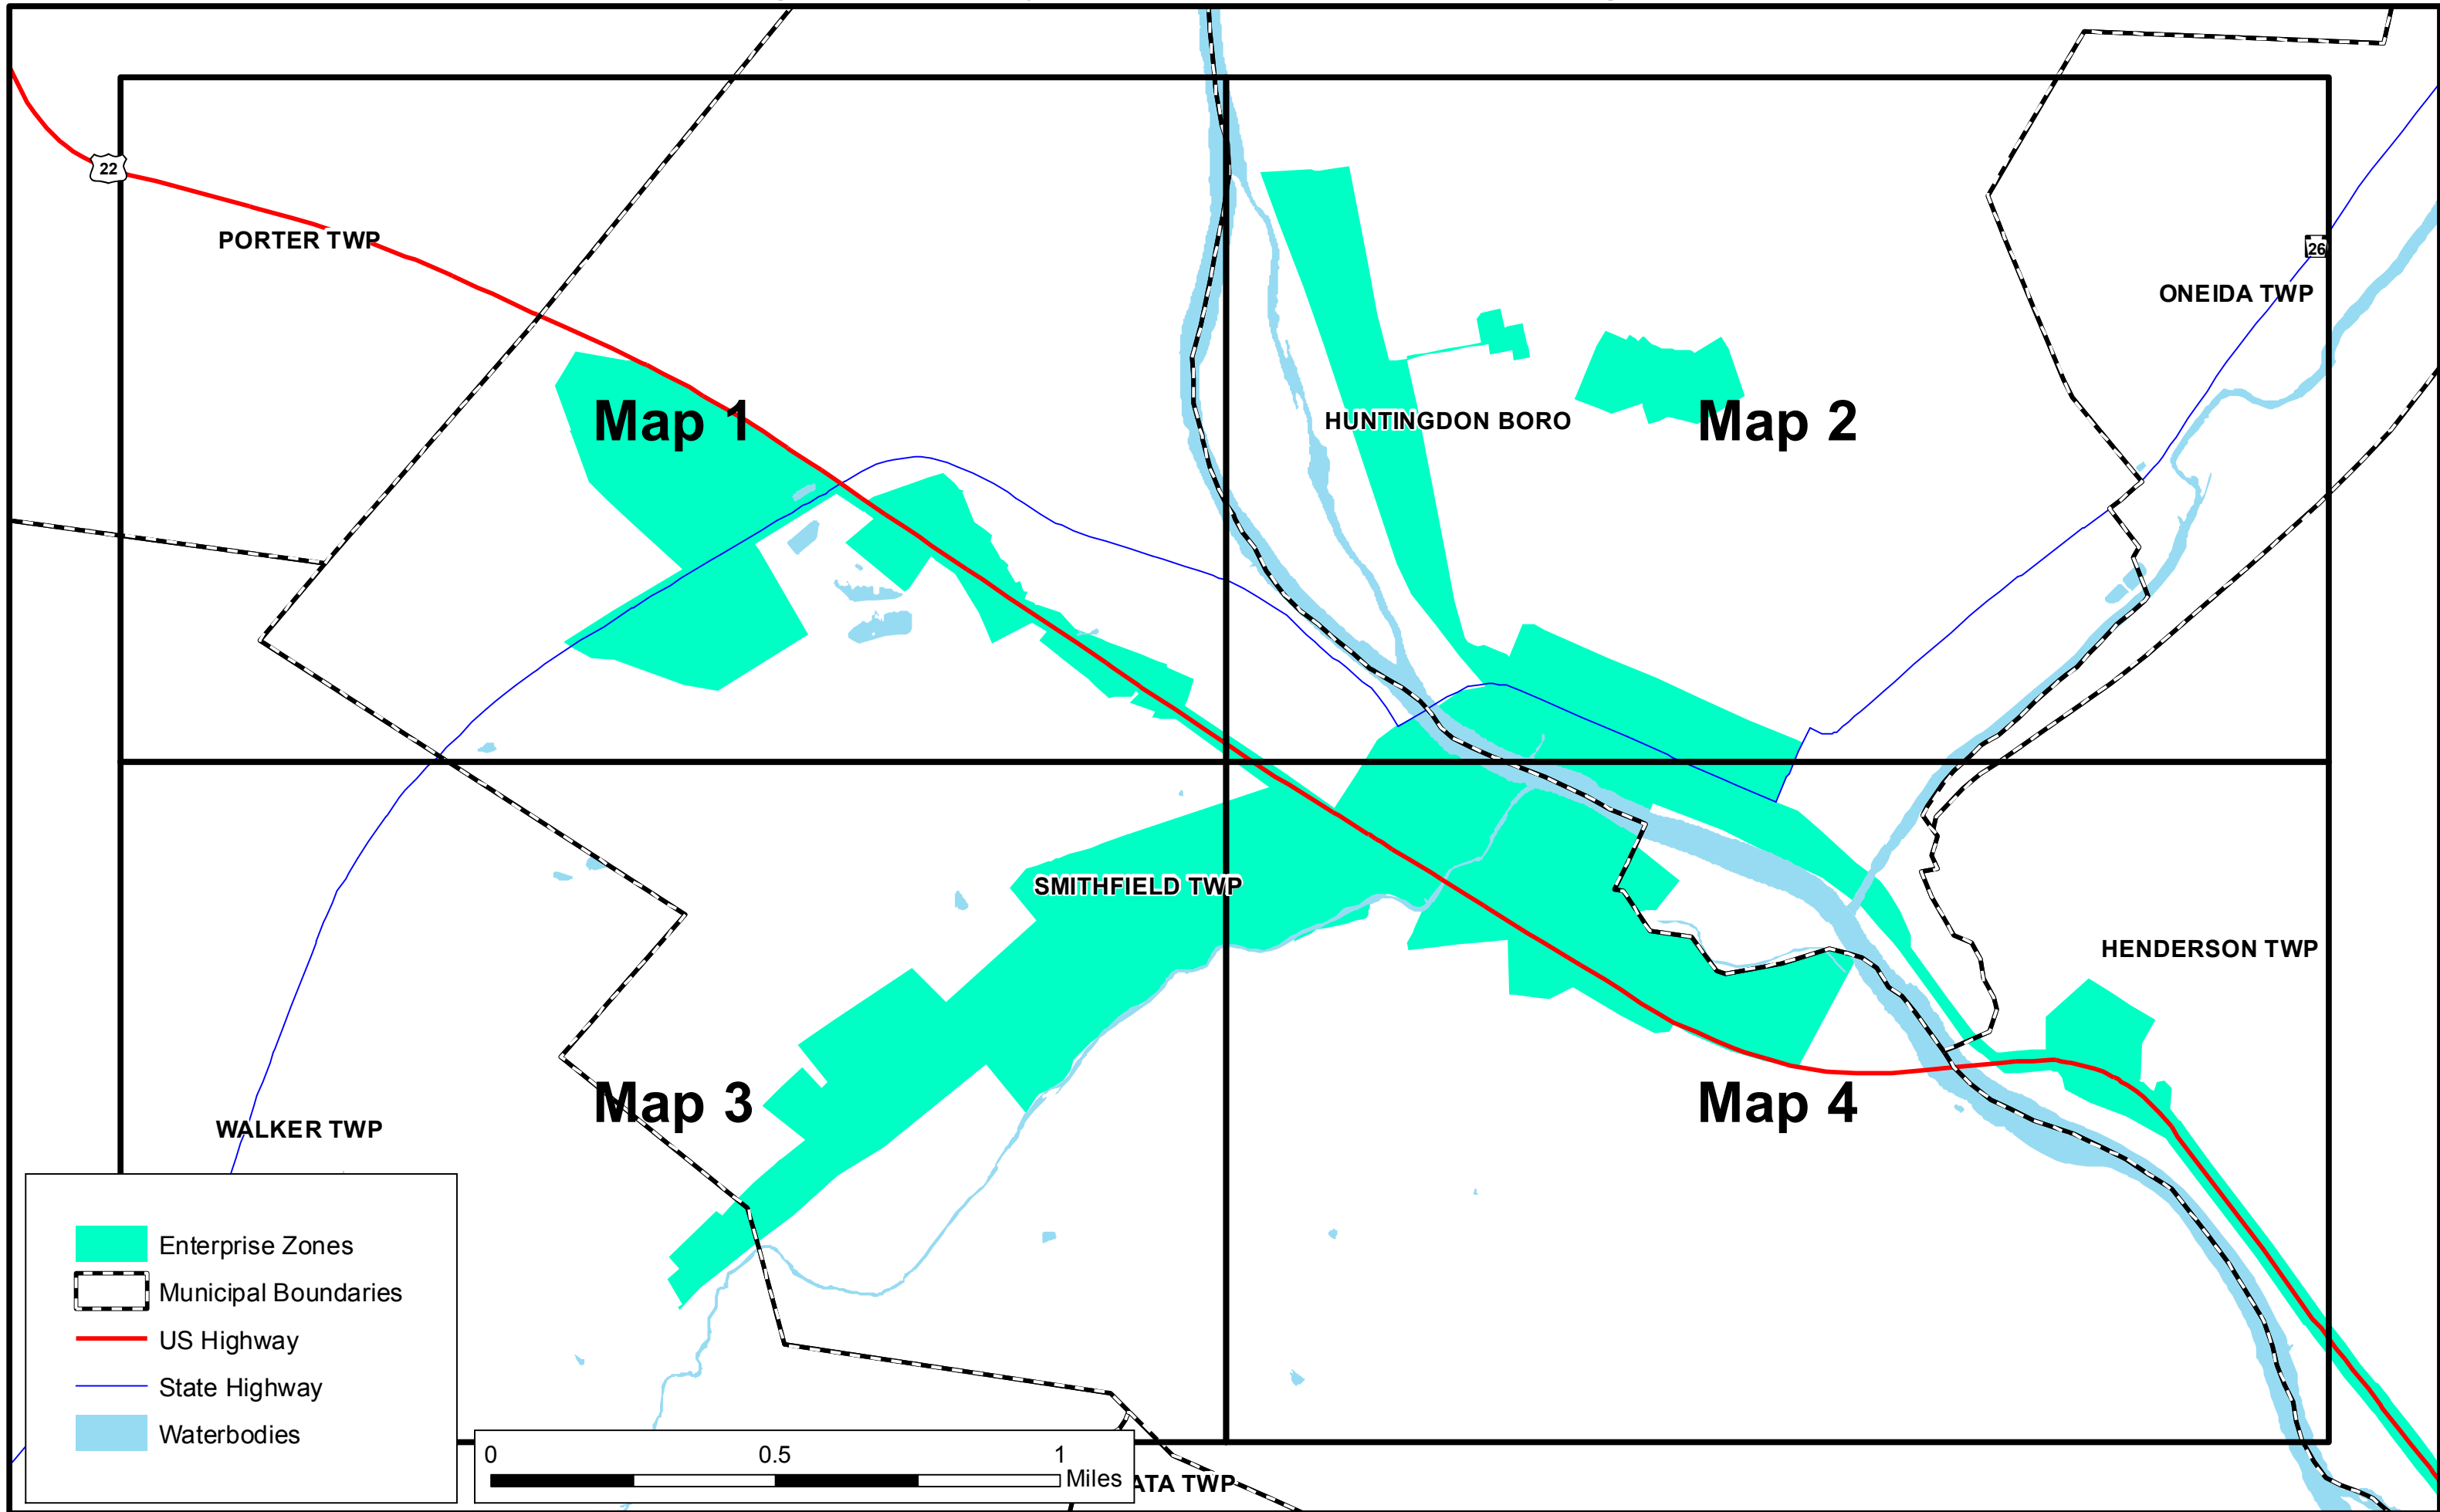 22
PORTER TWP
26
ONEIDA TWP
Map 1
HUNTINGDON BORO
Map 2
SMITHFIELD TWP
HENDERSON TWP
Map 3
Map 4
WALKER TWP
Enterprise Zones
Municipal Boundaries
US Highway
State Highway
Waterbodies
0 0.5 1
Miles
ATA TWP